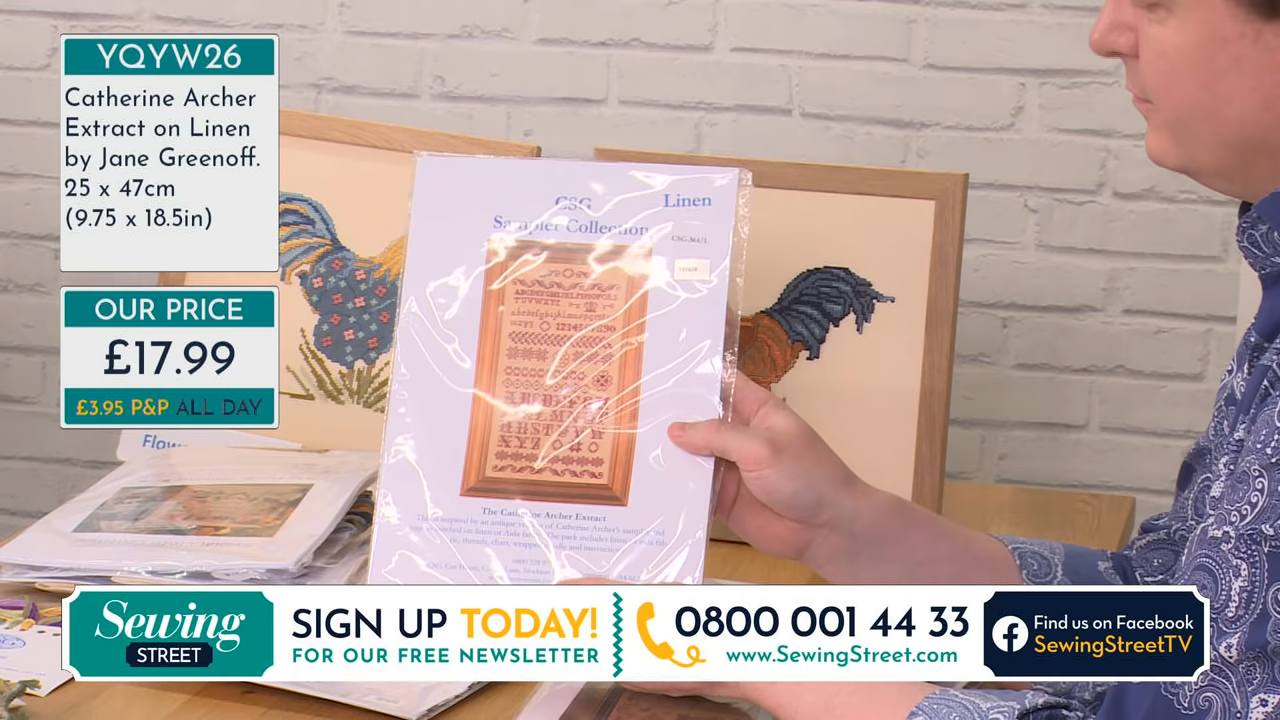 YQYW26
Catherine Archer
Extract on Linen
by Jane Greenoff.
25 x 47cm
(9.75 x 18.5in)
OUR PRICE
£17.99
£3.95 P&P ALL DAY
CSG
Sampler Collection
Linen
CSG-364/L
The Catherine Archer Extract
Sewing
STREET
SIGN UP TODAY!
FOR OUR FREE NEWSLETTER
0800 001 44 33
www.SewingStreet.com
Find us on Facebook
SewingStreetTV